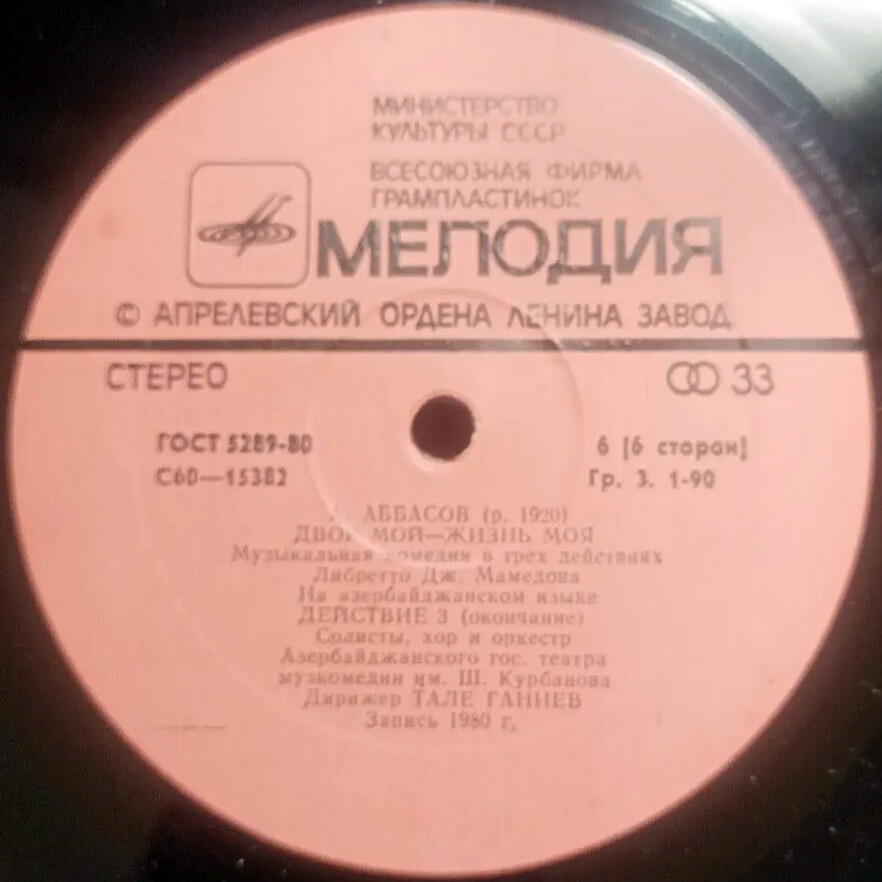 МИНИСТЕРСТВО
КУЛЬТУРЫ СССР
ВСЕСОЮЗНАЯ ФИРМА
ГРАМПЛАСТИНОК
МЕЛОДИЯ
© АПРЕЛЕВСКИЙ ОРДЕНА ЛЕНИНА ЗАВОД
СТЕРЕО 33
ГОСТ 5289-80 6 (6 сторон)
С60—15382 Гр. 3. 1-90
АББАСОВ (р. 1920)
ДВОР МОЙ—ЖИЗНЬ МОЯ
Музыкальная комедия в трех действиях
Либретто Дж. Мамедова
На азербайджанском языке
ДЕЙСТВИЕ 3 (окончание)
Солисты, хор и оркестр
Азербайджанского гос. театра
музкомедии им. Ш. Курбанова
Дирижер ТАЛЕ ГАНИЕВ
Запись 1980 г.